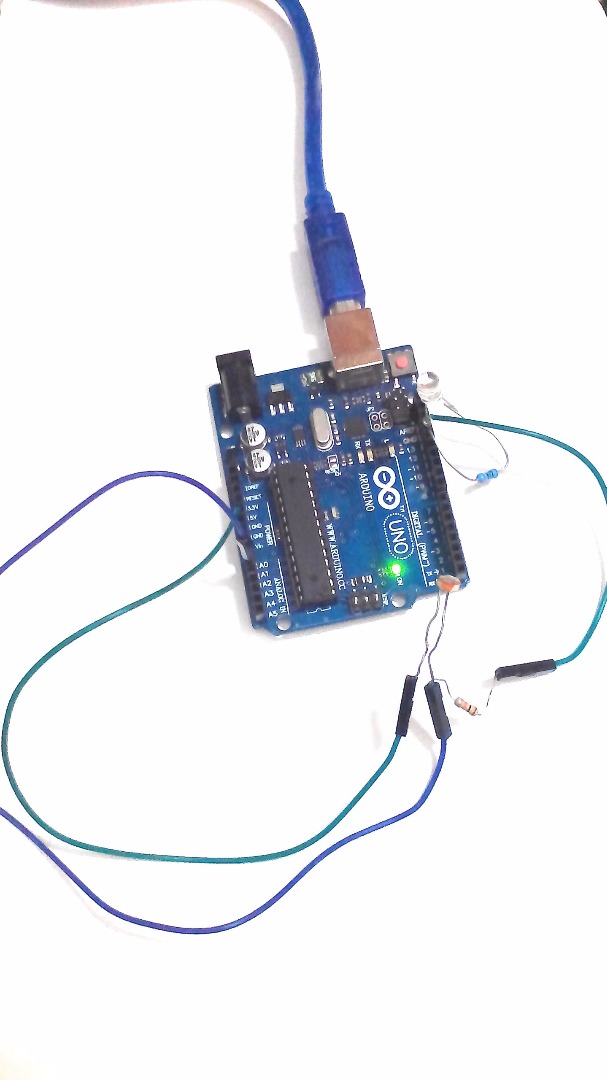 IOREF
RESET
3.3V
5V
GND
GND
Vin
POWER
A0
A1
A2
A3
A4
A5
ANALOG IN
WWW.ARDUINO.CC
ARDUINO
UNO
DIGITAL (PWM~)
TX
RX
L
ON